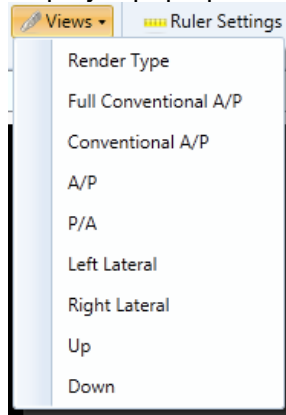 Views
Ruler Settings
Render Type
Full Conventional A/P
Conventional A/P
A/P
P/A
Left Lateral
Right Lateral
Up
Down